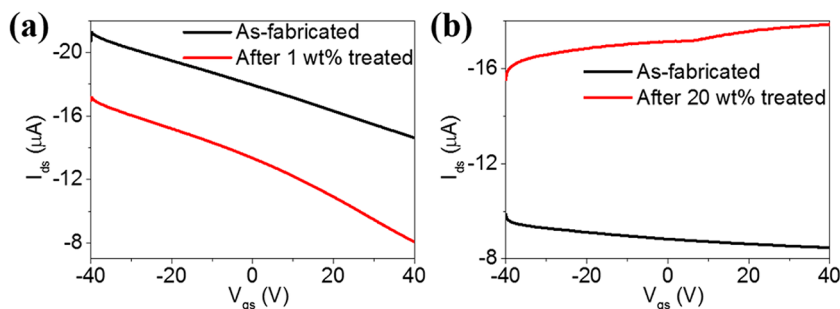 (a)
As-fabricated
After 1 wt% treated
-20
-16
-12
-8
Ids (μA)
-40 -20 0 20 40
Vgs (V)
(b)
As-fabricated
After 20 wt% treated
-16
-12
-8
Ids (μA)
-40 -20 0 20 40
Vgs (V)